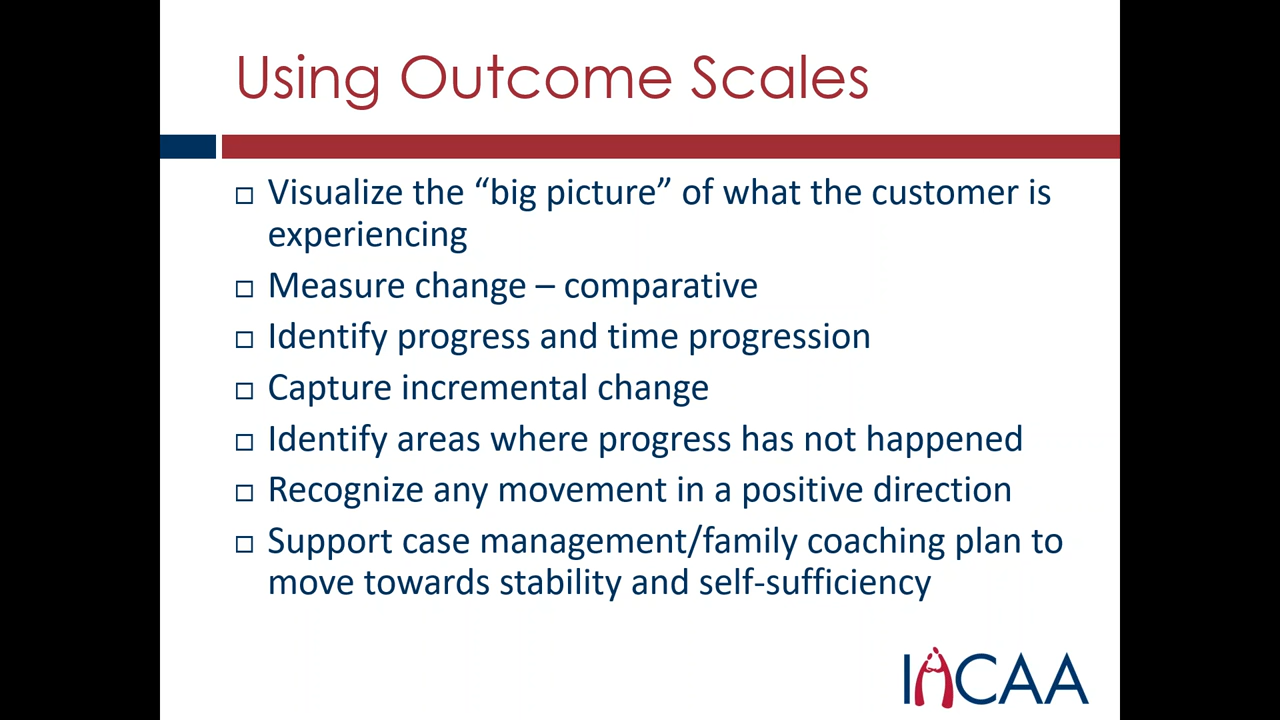 Using Outcome Scales
Visualize the “big picture” of what the customer is
experiencing
Measure change – comparative
Identify progress and time progression
Capture incremental change
Identify areas where progress has not happened
Recognize any movement in a positive direction
Support case management/family coaching plan to
move towards stability and self-sufficiency
IACAA